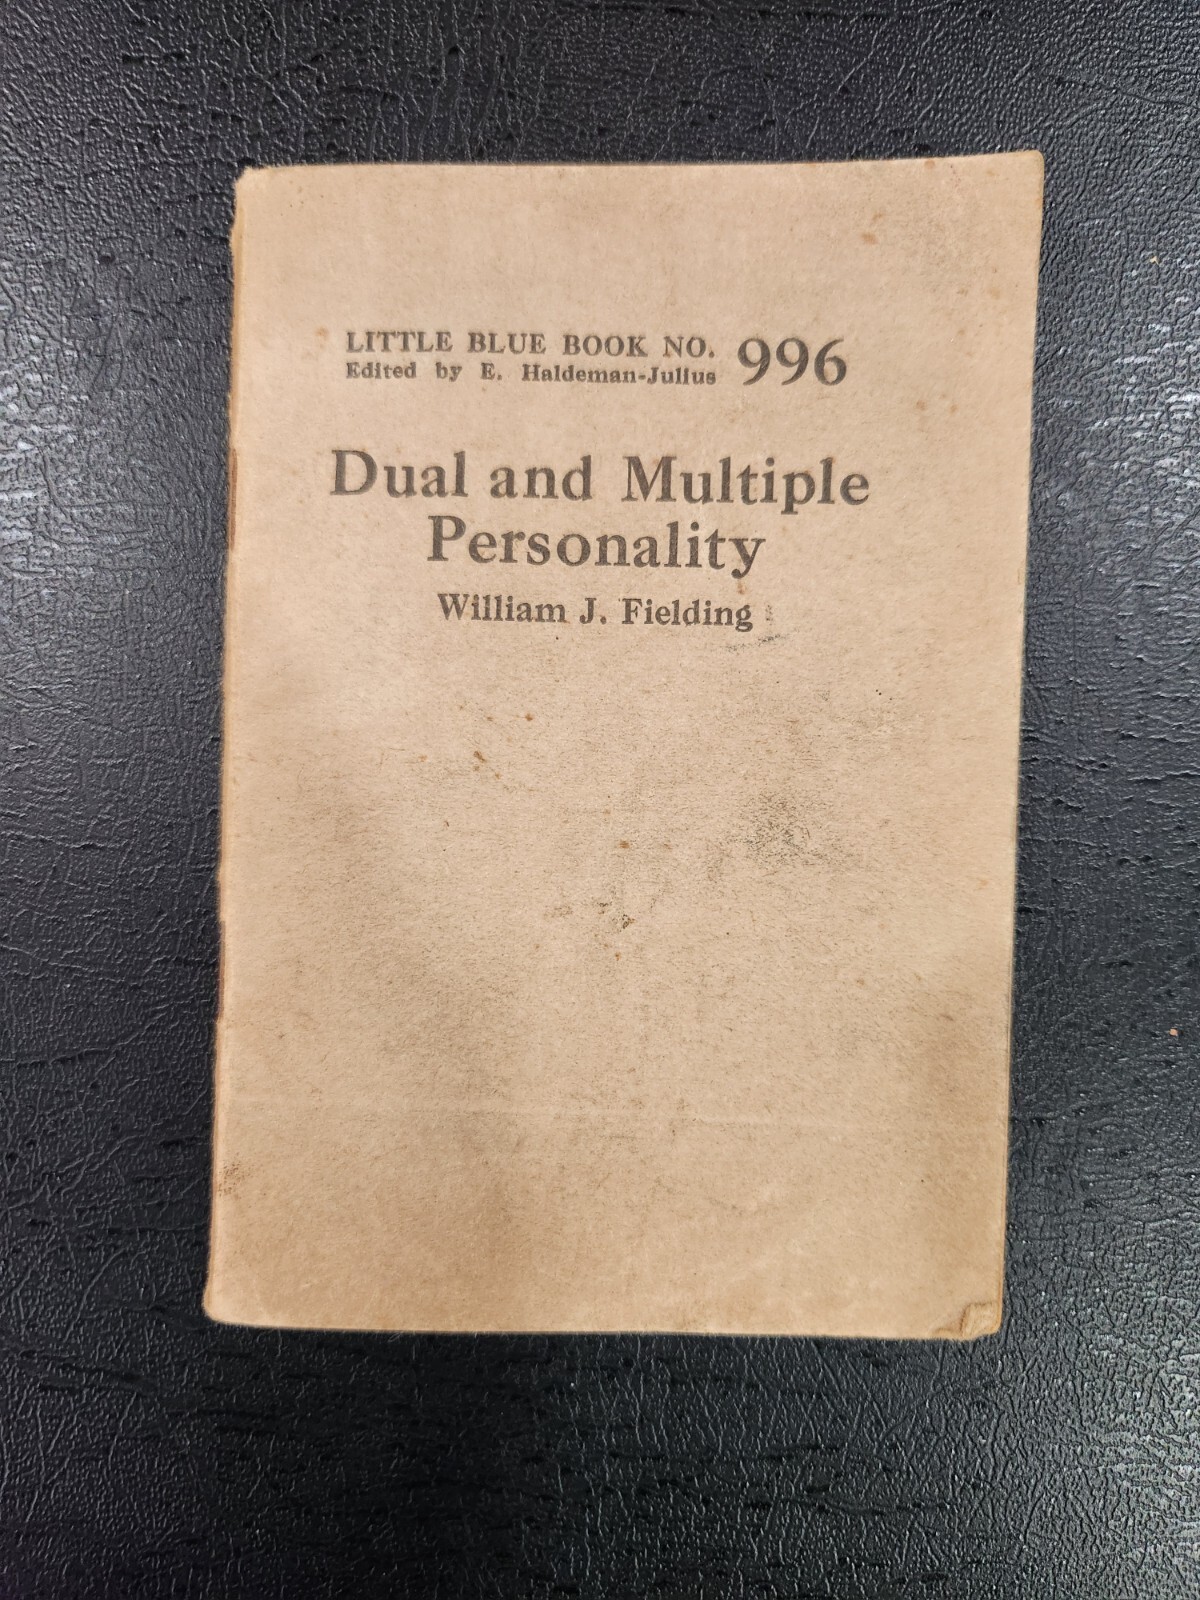 LITTLE BLUE BOOK NO. 996
Edited by E. Haldeman-Julius
Dual and Multiple
Personality
William J. Fielding